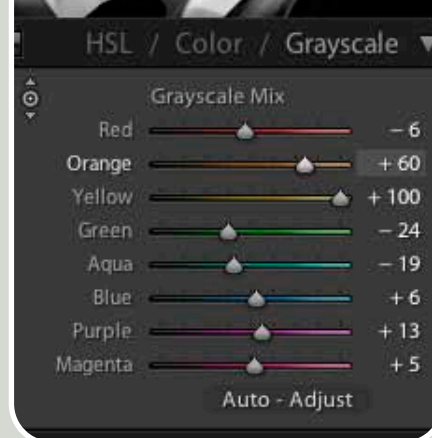 HSL / Color / Grayscale
Grayscale Mix
Red − 6
Orange + 60
Yellow + 100
Green − 24
Aqua − 19
Blue + 6
Purple + 13
Magenta + 5
Auto - Adjust